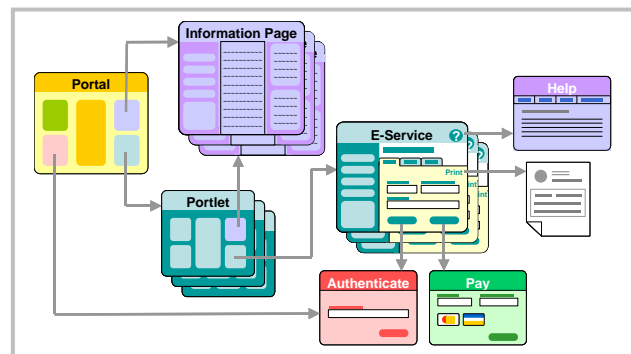 Information Page
Portal
Help
E-Service
?
Print
Portlet
Authenticate
Pay